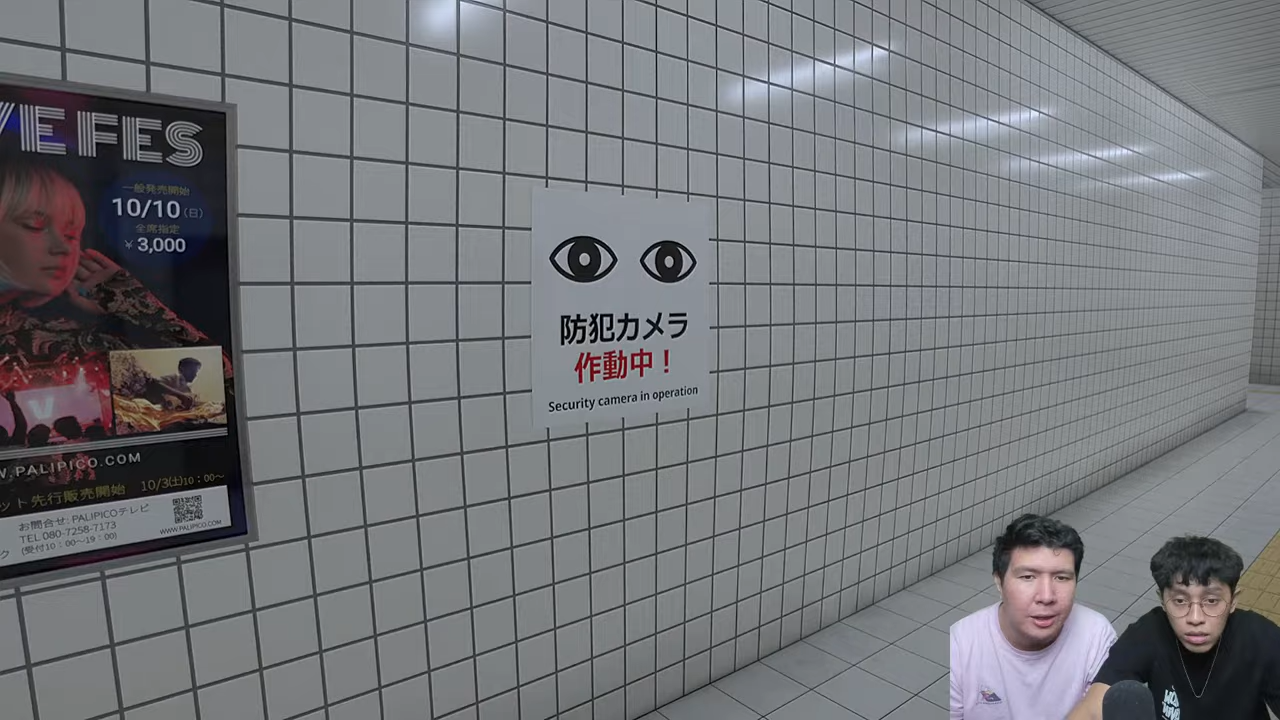 VE FES
一般発売開始
10/10(日)
全席指定
¥3,000
W.PALIPICO.COM
ット先行販売開始 10/3(土)10:00〜
お問合せ: PALIPICOテレビ
TEL 080-7258-7173
ク (受付10:00〜19:00)
WWW.PALIPICO.COM
防犯カメラ
作動中！
Security camera in operation